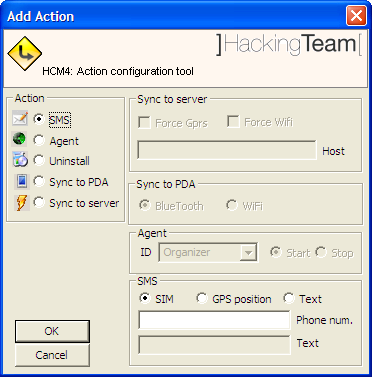 Add Action
]HackingTeam[
HCM4: Action configuration tool
Action
SMS
Agent
Uninstall
Sync to PDA
Sync to server
Sync to server
Force Gprs
Force Wifi
Host
Sync to PDA
BlueTooth
WiFi
Agent
ID Organizer
Start
Stop
SMS
SIM
GPS position
Text
Phone num.
Text
OK
Cancel